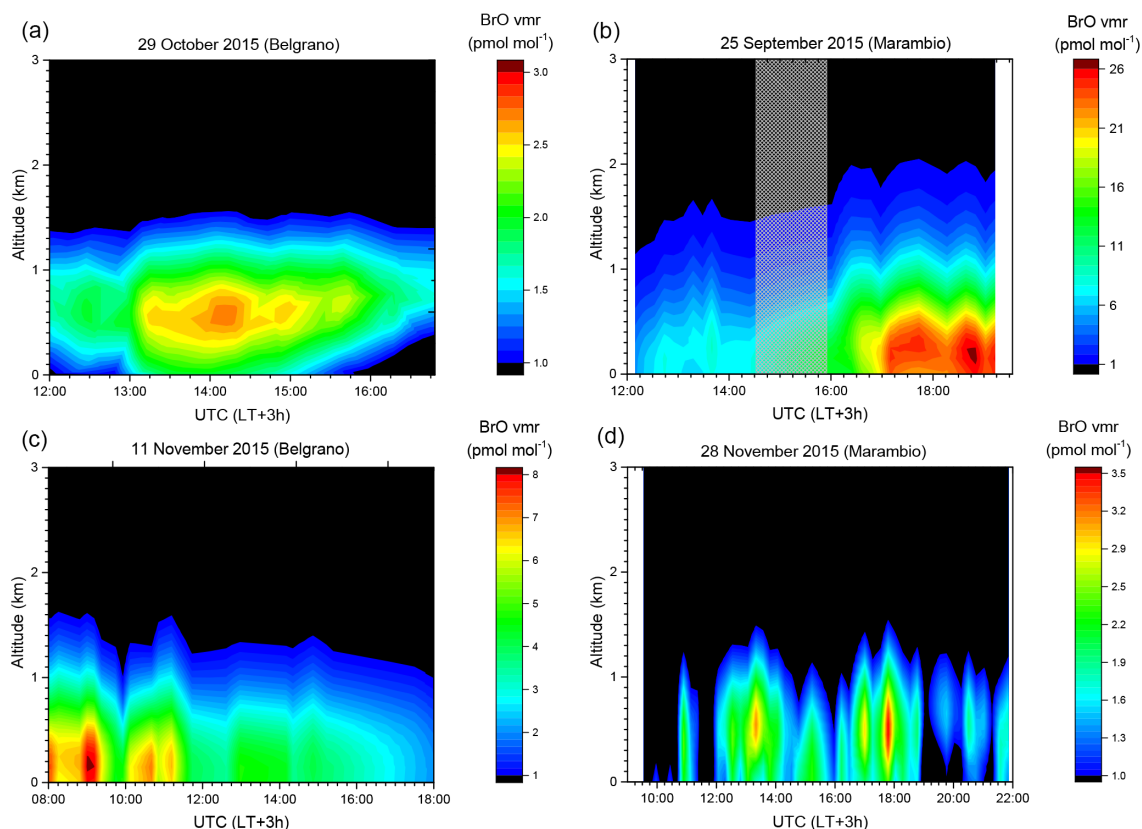 (a)
29 October 2015 (Belgrano)
BrO vmr
(pmol mol⁻¹)
3
2
1
0
Altitude (km)
12:00 13:00 14:00 15:00 16:00
UTC (LT+3h)
3.0
2.5
2.0
1.5
1.0
(b)
25 September 2015 (Marambio)
BrO vmr
(pmol mol⁻¹)
3
2
1
0
Altitude (km)
12:00 14:00 16:00 18:00
UTC (LT+3h)
26
21
16
11
6
1
(c)
11 November 2015 (Belgrano)
BrO vmr
(pmol mol⁻¹)
3
2
1
0
Altitude (km)
08:00 10:00 12:00 14:00 16:00 18:00
UTC (LT+3h)
8
7
6
5
4
3
2
1
(d)
28 November 2015 (Marambio)
BrO vmr
(pmol mol⁻¹)
3
2
1
0
Altitude (km)
10:00 12:00 14:00 16:00 18:00 20:00 22:00
UTC (LT+3h)
3.5
3.2
2.9
2.6
2.2
1.9
1.6
1.3
1.0